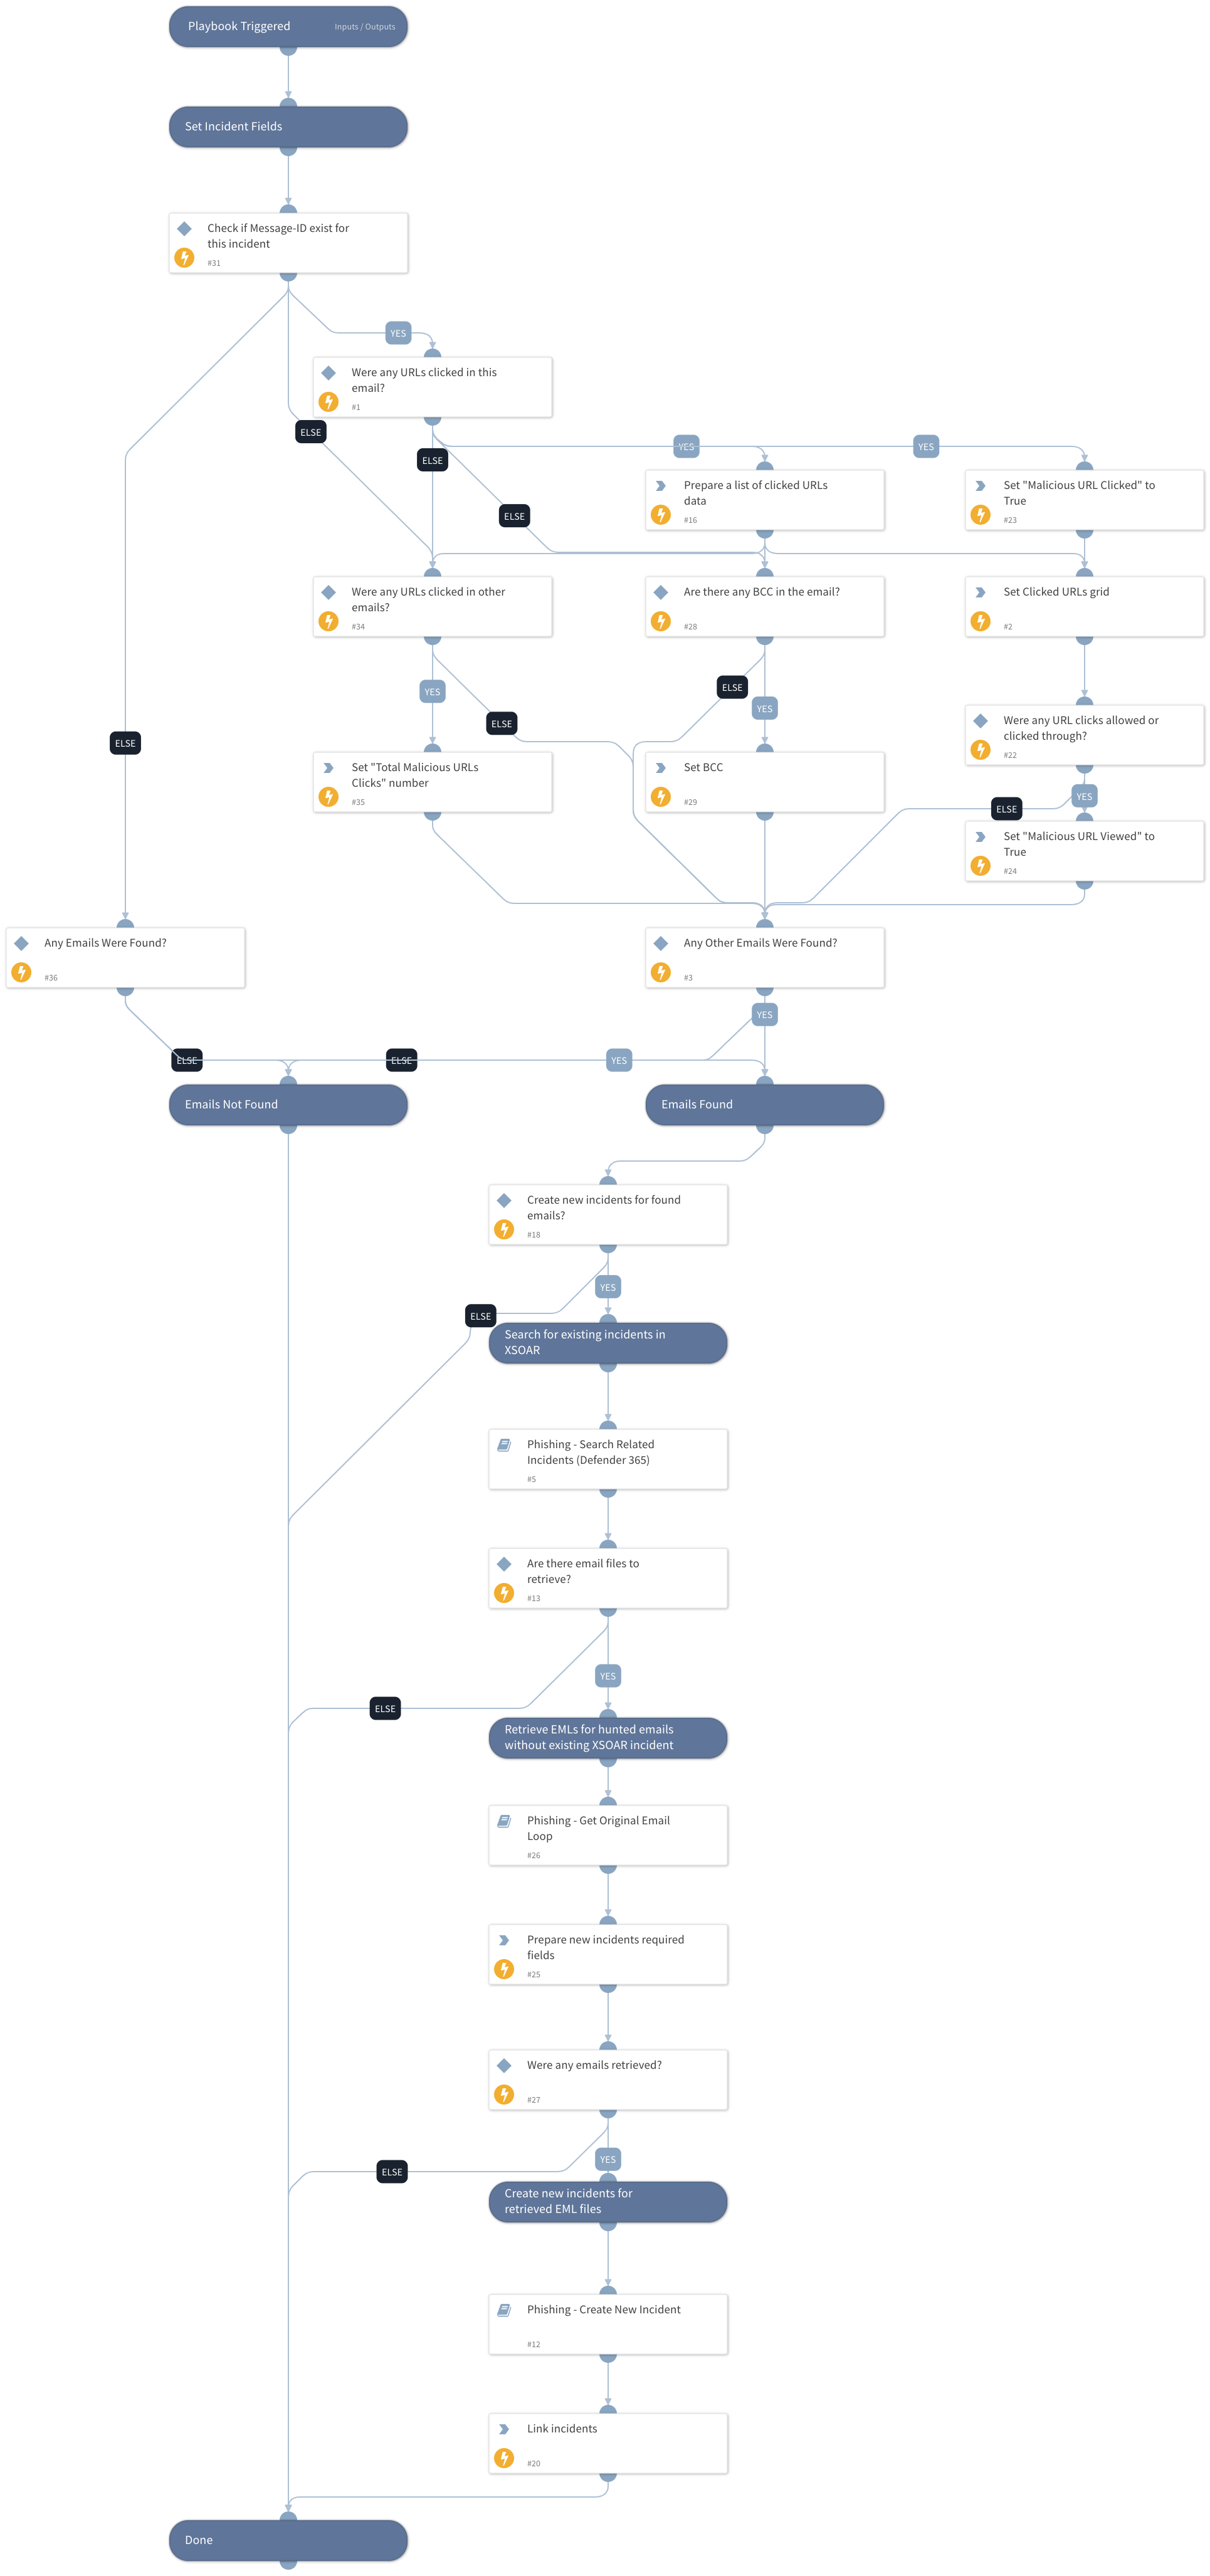 Playbook Triggered
Inputs / Outputs
Set Incident Fields
Check if Message-ID exist for
this incident
#31
YES
Were any URLs clicked in this
email?
#1
ELSE
ELSE
YES
YES
Prepare a list of clicked URLs
data
#16
Set "Malicious URL Clicked" to
True
#23
ELSE
Were any URLs clicked in other
emails?
#34
Are there any BCC in the email?
#28
Set Clicked URLs grid
#2
YES
ELSE
ELSE
YES
Were any URL clicks allowed or
clicked through?
#22
ELSE
Set "Total Malicious URLs
Clicks" number
#35
Set BCC
#29
YES
ELSE
Set "Malicious URL Viewed" to
True
#24
Any Emails Were Found?
#36
Any Other Emails Were Found?
#3
YES
ELSE
ELSE
YES
Emails Not Found
Emails Found
Create new incidents for found
emails?
#18
YES
ELSE
Search for existing incidents in
XSOAR
Phishing - Search Related
Incidents (Defender 365)
#5
Are there email files to
retrieve?
#13
YES
ELSE
Retrieve EMLs for hunted emails
without existing XSOAR incident
Phishing - Get Original Email
Loop
#26
Prepare new incidents required
fields
#25
Were any emails retrieved?
#27
YES
ELSE
Create new incidents for
retrieved EML files
Phishing - Create New Incident
#12
Link incidents
#20
Done